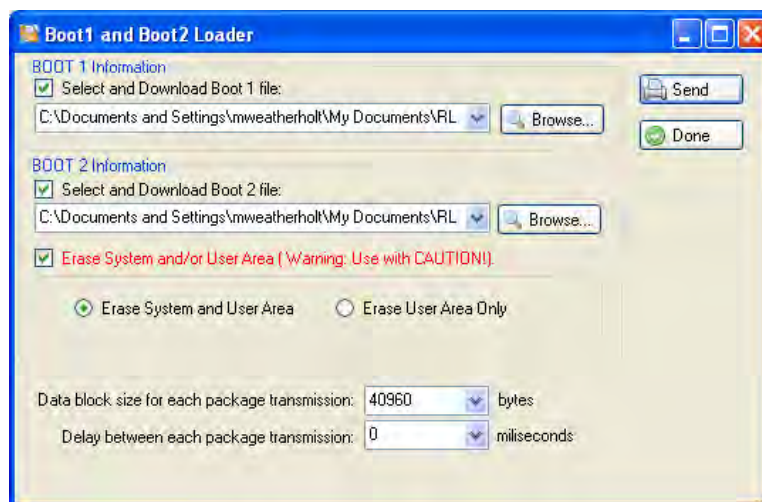 Boot1 and Boot2 Loader
BOOT 1 Information
Select and Download Boot 1 file:
C:\Documents and Settings\mweatherholt\My Documents\RL
Browse...
Send
Done
BOOT 2 Information
Select and Download Boot 2 file:
C:\Documents and Settings\mweatherholt\My Documents\RL
Browse...
Erase System and/or User Area ( Warning: Use with CAUTION!).
Erase System and User Area
Erase User Area Only
Data block size for each package transmission: 40960 bytes
Delay between each package transmission: 0 miliseconds